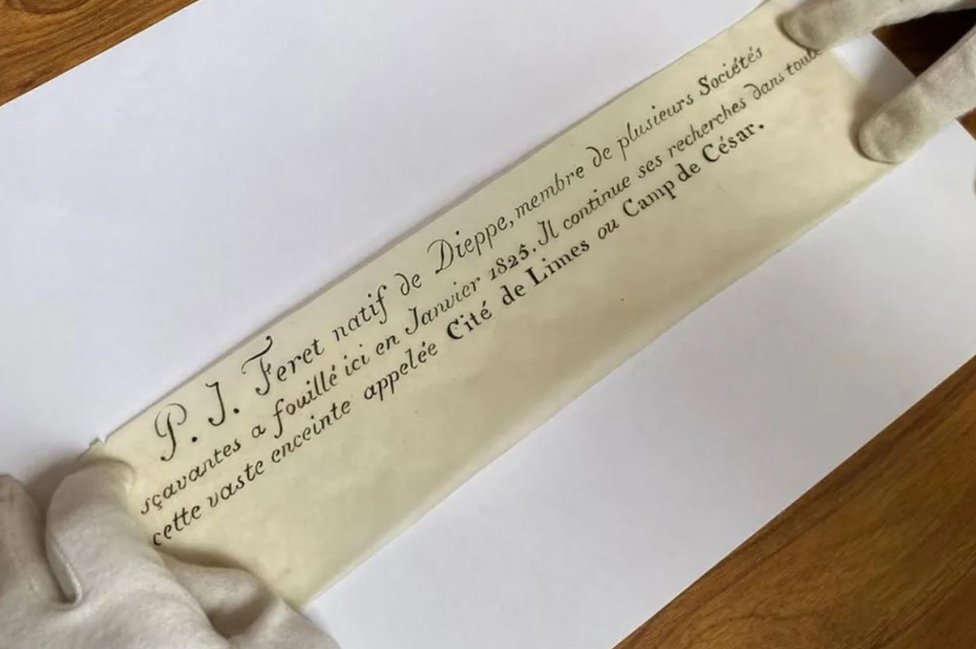 P. J. Feret natif de Dieppe, membre de plusieurs Sociétés
sçavantes a fouillé ici en Janvier 1825. Il continue ses recherches dans toute
cette vaste enceinte appelée Cité de Limes ou Camp de César.